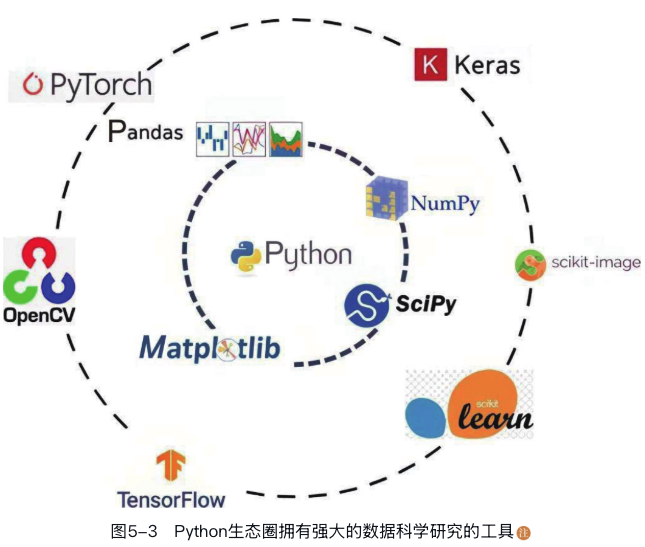 PyTorch
Keras
Pandas
NumPy
Python
scikit-image
OpenCV
SciPy
Matplotlib
scikit
learn
TensorFlow
图5-3 Python生态圈拥有强大的数据科学研究的工具 注